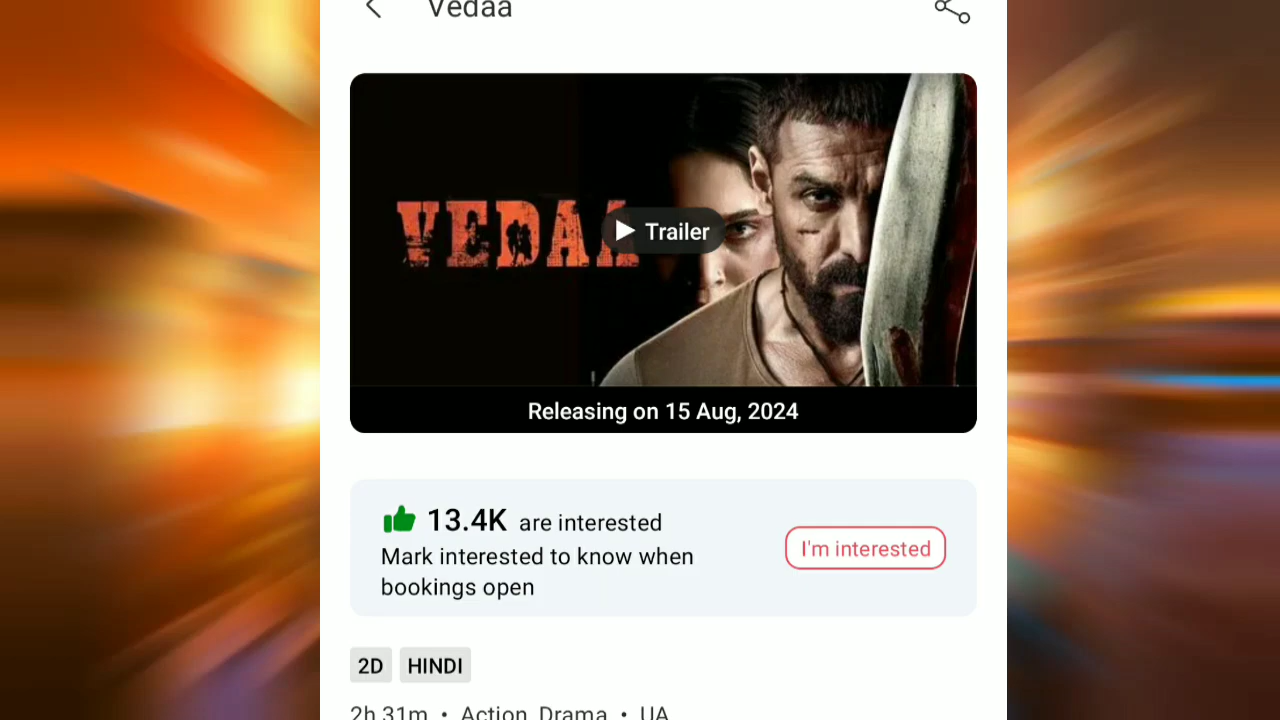 Vedaa
VEDAA
Trailer
Releasing on 15 Aug, 2024
13.4K are interested
Mark interested to know when
bookings open
I'm interested
2D HINDI
2h 31m • Action, Drama • UA